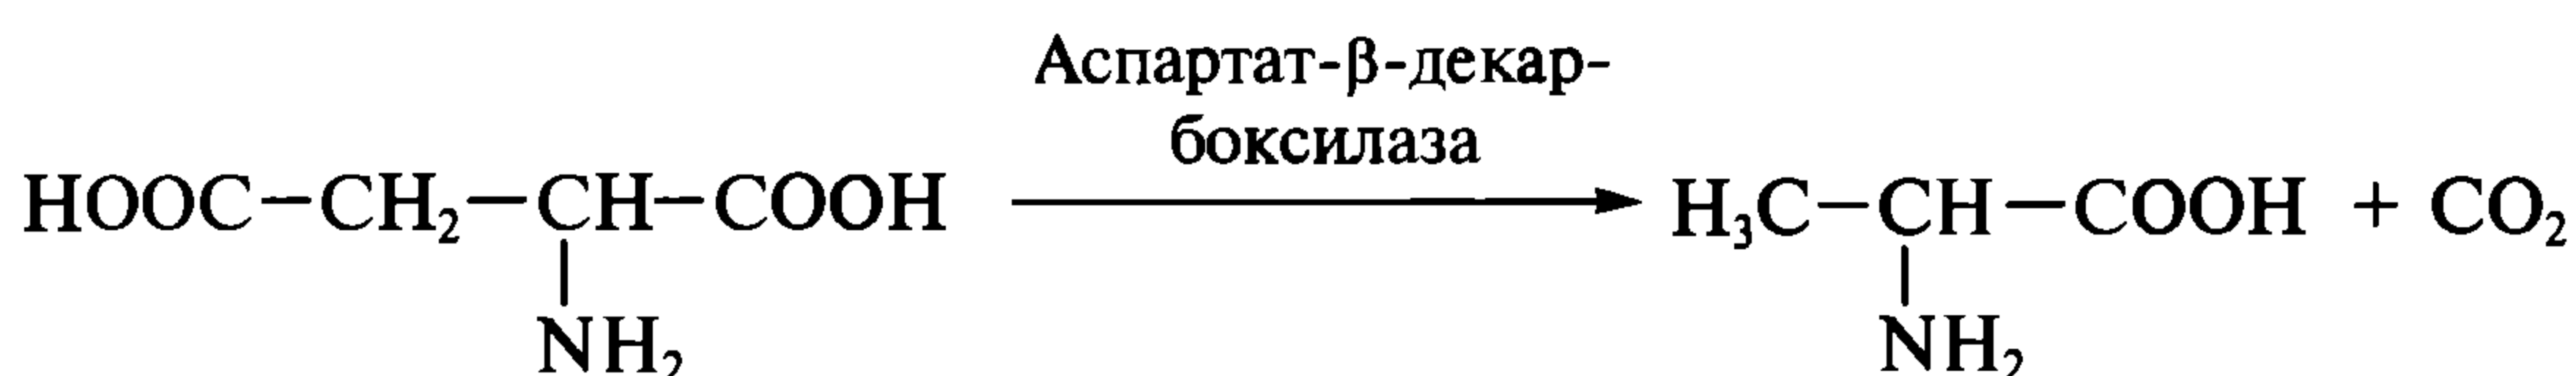 Аспартат-β-декар-
боксилаза
HOOC–CH₂–CH–COOH → H₃C–CH–COOH + CO₂
NH₂ NH₂